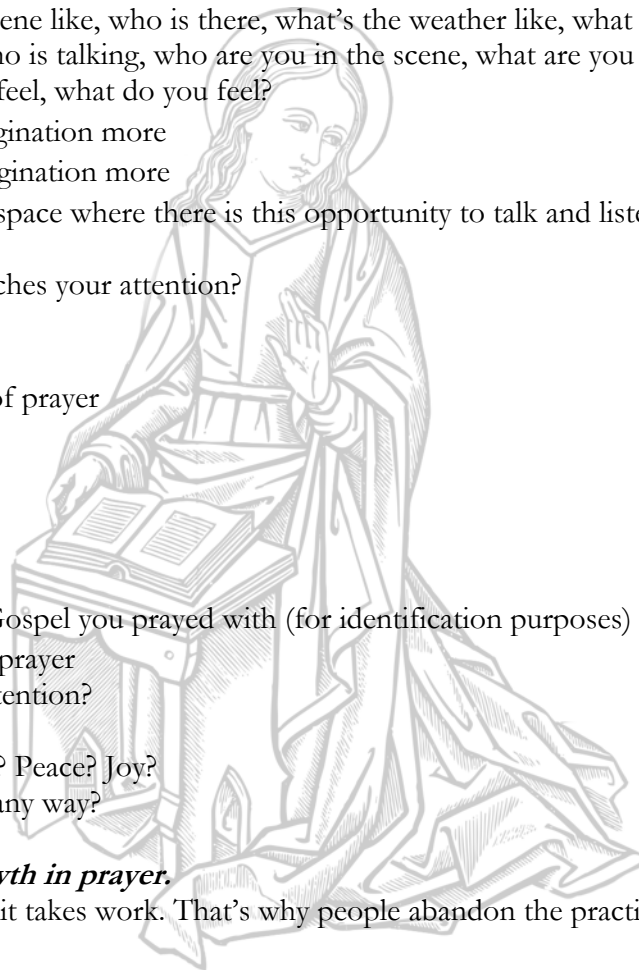 ene like, who is there, what's the weather like, what
no is talking, who are you in the scene, what are you
feel, what do you feel?
gination more
gination more
space where there is this opportunity to talk and liste
ches your attention?
of prayer
Gospel you prayed with (for identification purposes)
prayer
tention?
? Peace? Joy?
any way?
wth in prayer.
it takes work. That's why people abandon the practi